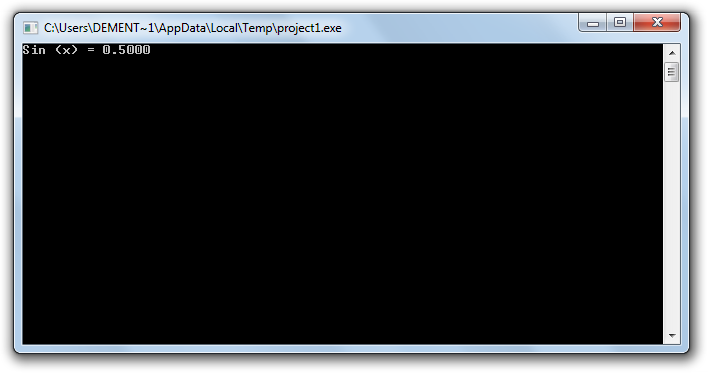 C:\Users\DEMENT~1\AppData\Local\Temp\project1.exe
Sin (x) = 0.5000